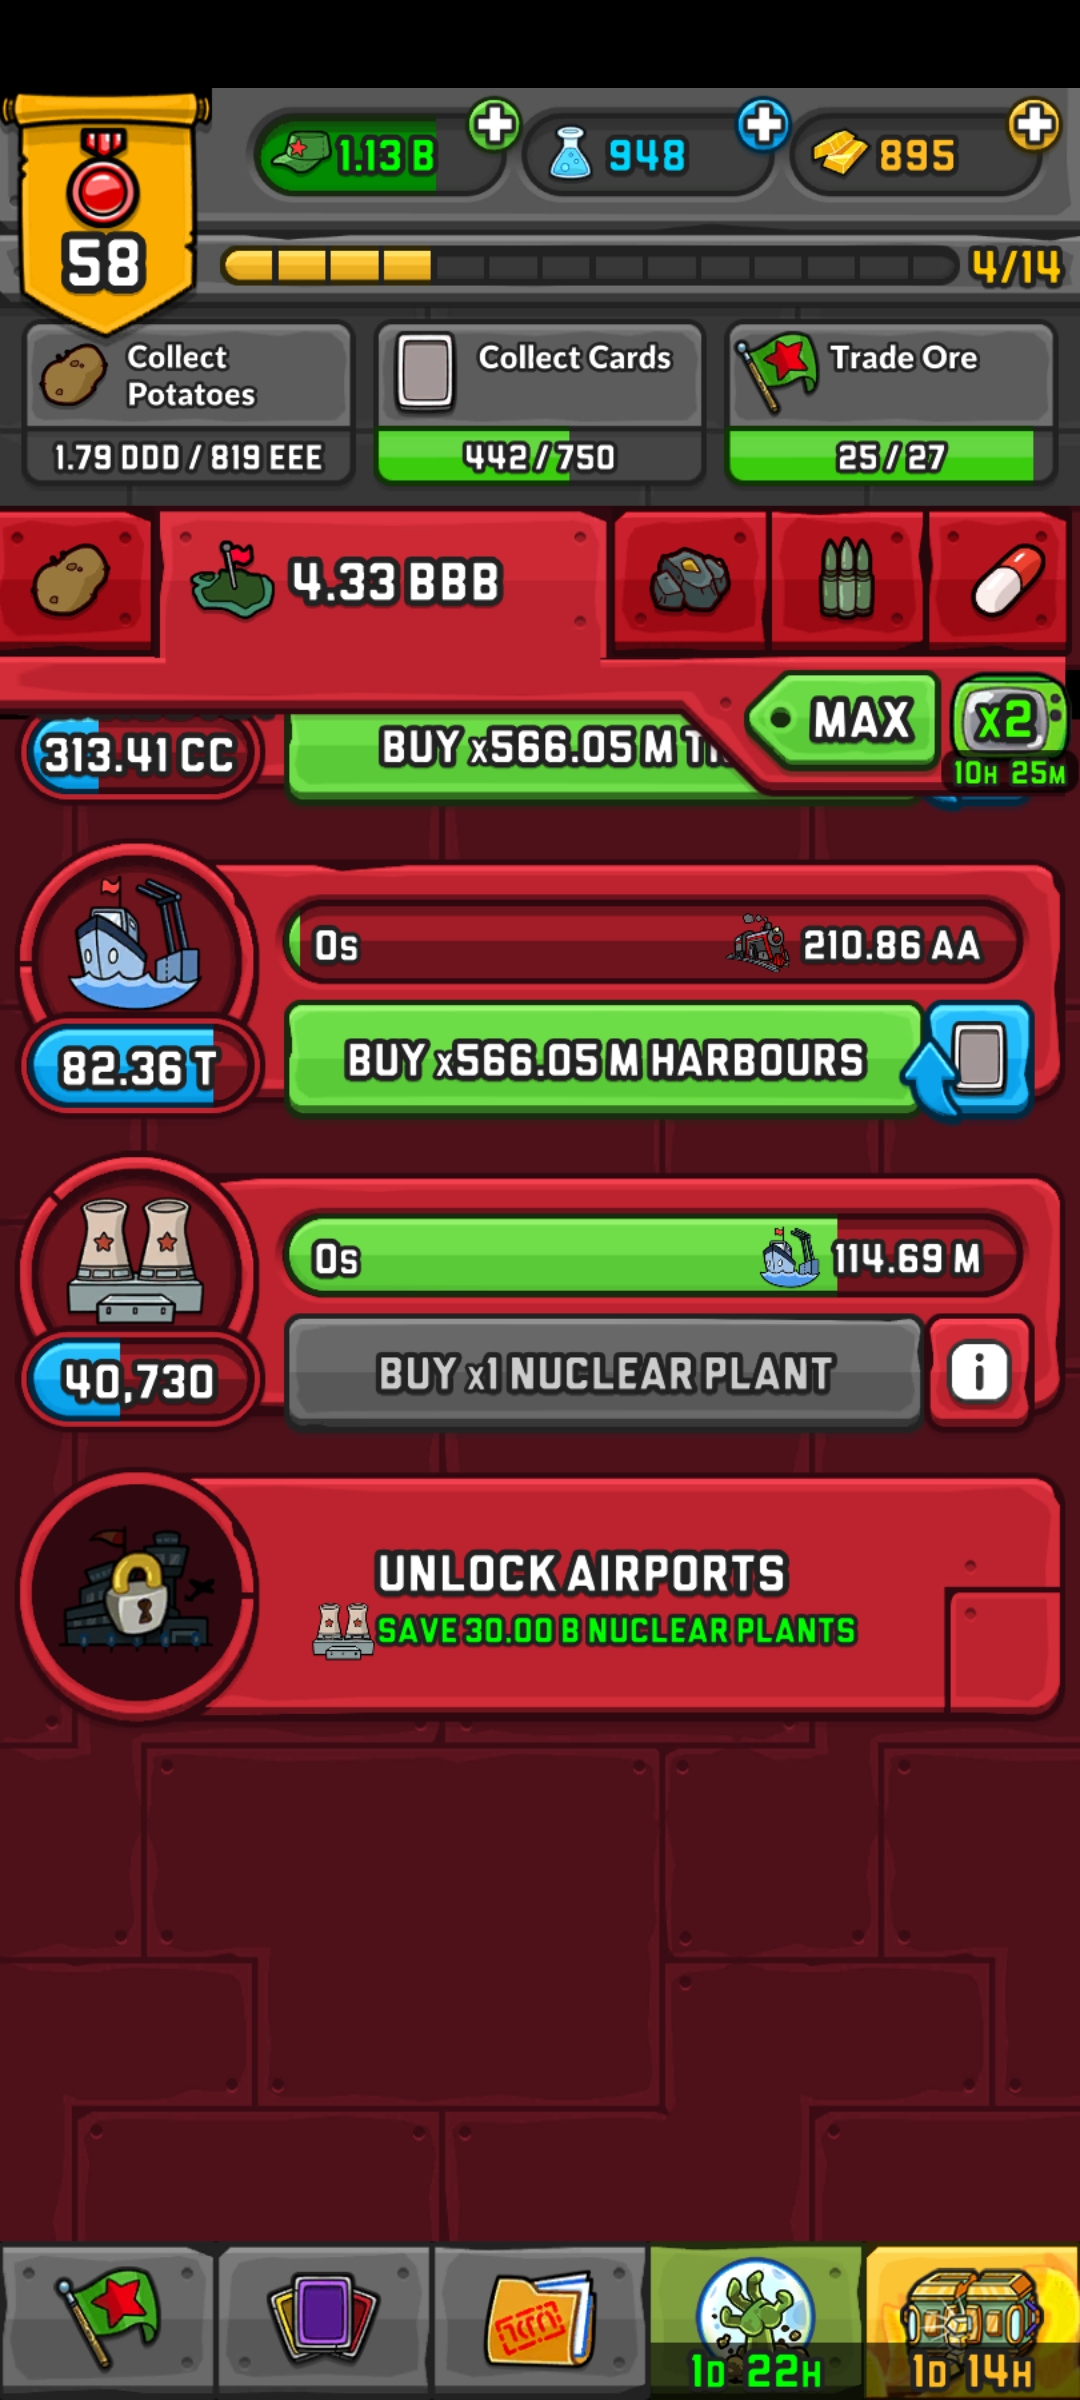 1.13 B
948
895
58
4/14
Collect
Potatoes
1.79 DDD / 819 EEE
Collect Cards
442/750
Trade Ore
25/27
4.33 BBB
MAX
x2
10H 25M
313.41 CC
BUY x566.05 M
0s
210.86 AA
82.36 T
BUY x566.05 M HARBOURS
0s
114.69 M
40,730
BUY x1 NUCLEAR PLANT
i
UNLOCK AIRPORTS
SAVE 30.00 B NUCLEAR PLANTS
1D 22H
1D 14H